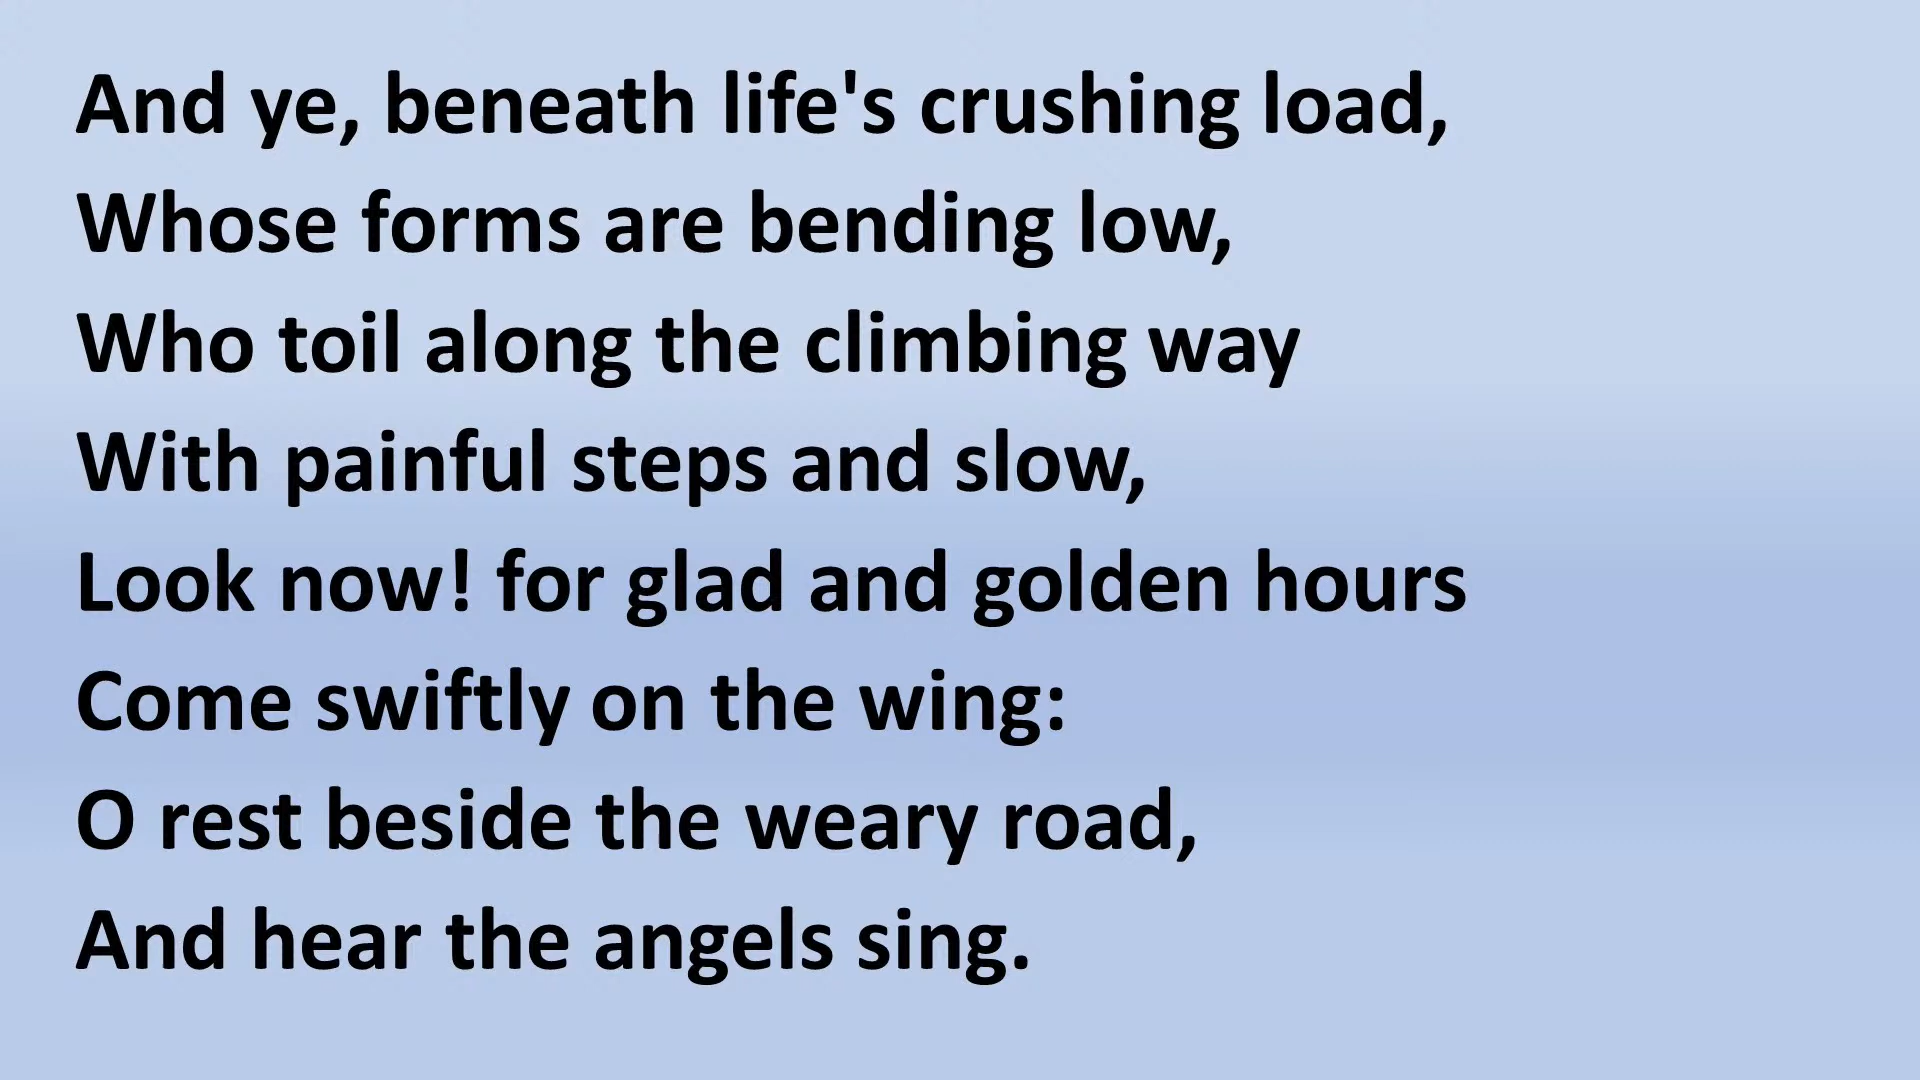 And ye, beneath life's crushing load,
Whose forms are bending low,
Who toil along the climbing way
With painful steps and slow,
Look now! for glad and golden hours
Come swiftly on the wing:
O rest beside the weary road,
And hear the angels sing.